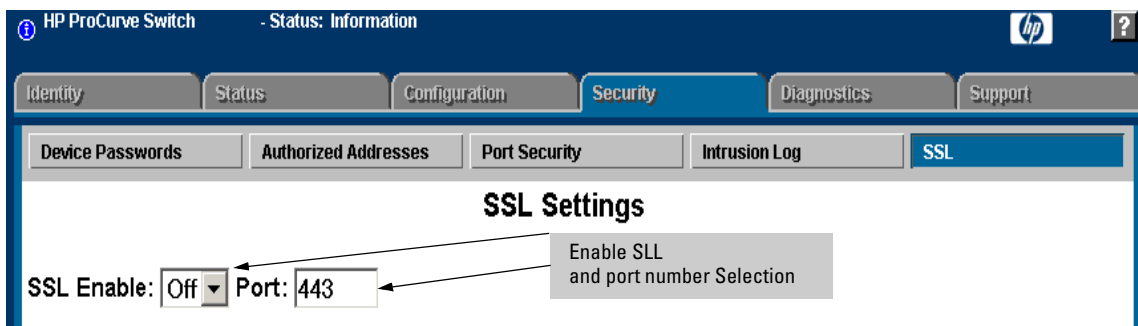 HP ProCurve Switch - Status: Information
hp ?
Identity Status Configuration Security Diagnostics Support
Device Passwords Authorized Addresses Port Security Intrusion Log SSL
SSL Settings
Enable SLL
and port number Selection
SSL Enable: Off Port: 443